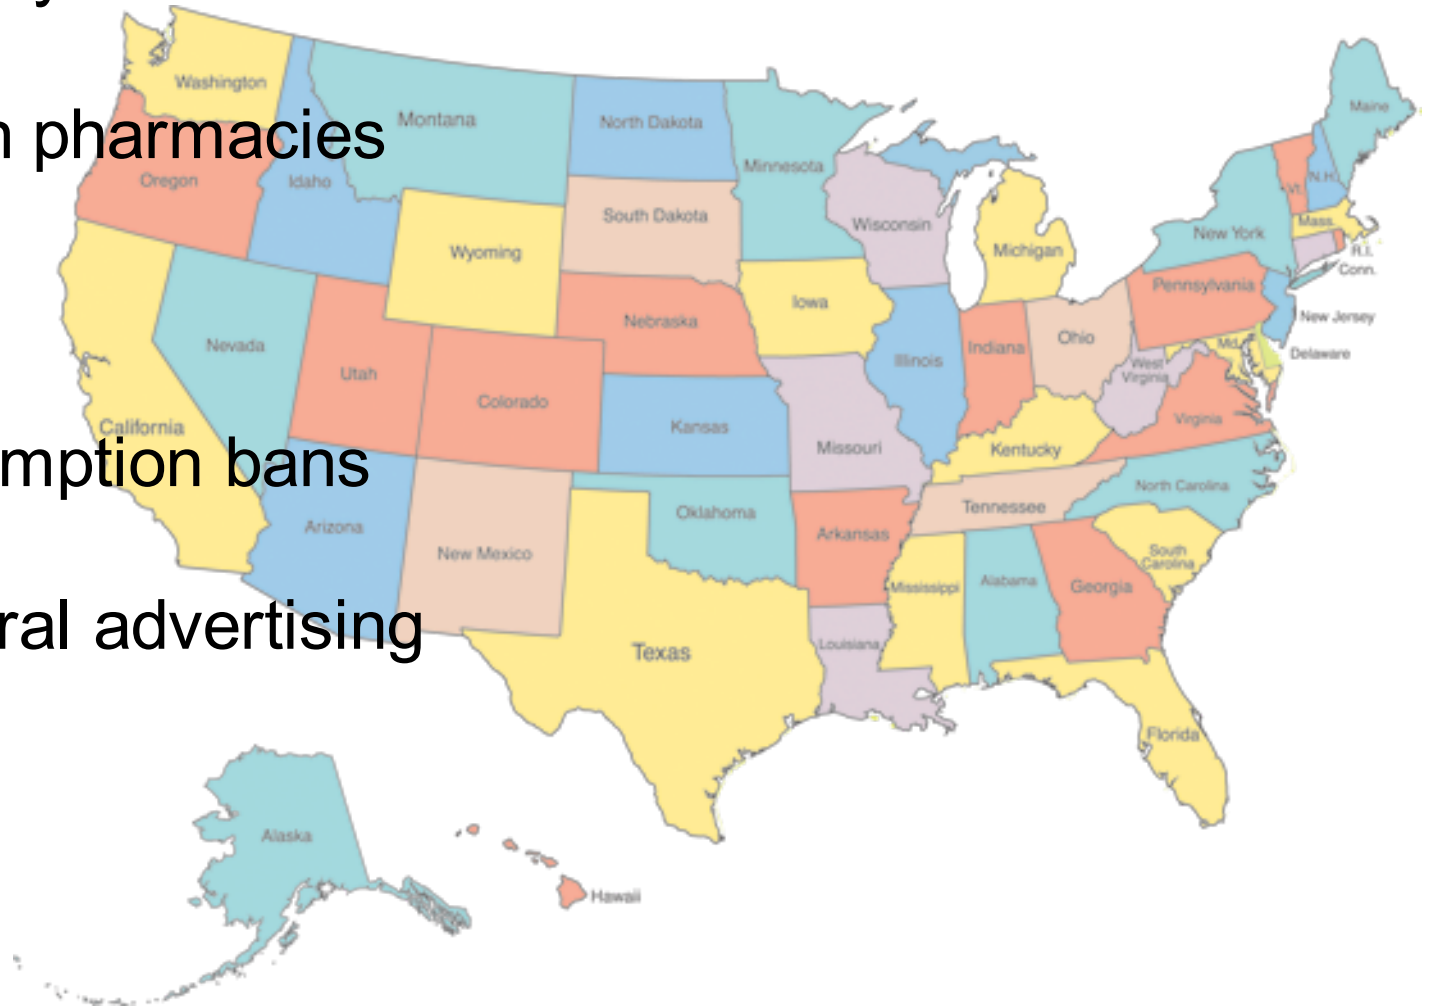 y
Washington
Montana
North Dakota
Minnesota
Maine
n pharmacies
Oregon
Idaho
South Dakota
Wisconsin
Vt.
N.H.
Wyoming
Michigan
New York
Mass.
R.I.
Conn.
Iowa
Nebraska
Pennsylvania
New Jersey
Nevada
Utah
Colorado
Illinois
Indiana
Ohio
Md.
Delaware
West
Virginia
Virginia
California
Kansas
Missouri
Kentucky
mption bans
Arizona
New Mexico
Oklahoma
Arkansas
Tennessee
North Carolina
South
Carolina
Mississippi
Alabama
Georgia
ral advertising
Texas
Louisiana
Florida
Alaska
Hawaii